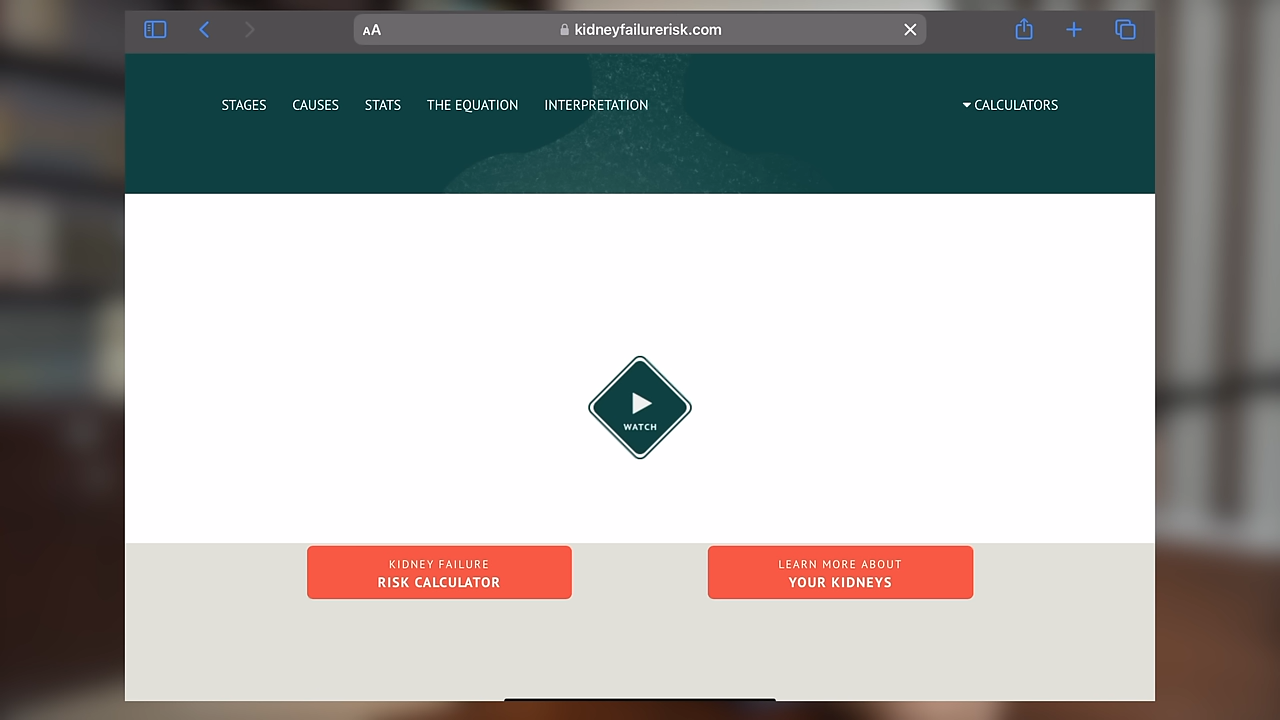 AA
kidneyfailurerisk.com
STAGES CAUSES STATS THE EQUATION INTERPRETATION CALCULATORS
WATCH
KIDNEY FAILURE
RISK CALCULATOR
LEARN MORE ABOUT
YOUR KIDNEYS